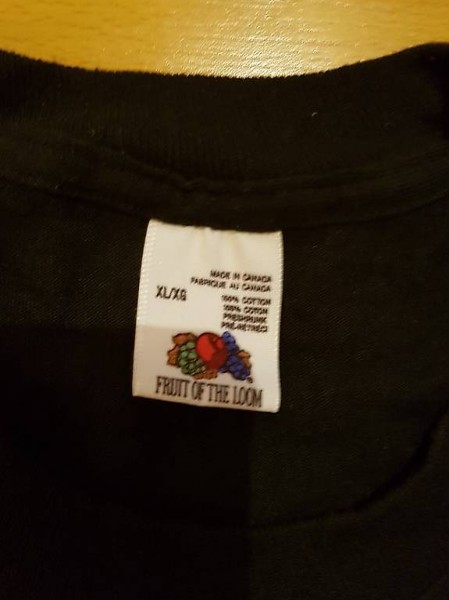 MADE IN CANADA
FABRIQUE AU CANADA
XL/XG
100% COTTON
100% COTON
PRESHRUNK
PRE-RETRECI
FRUIT OF THE LOOM